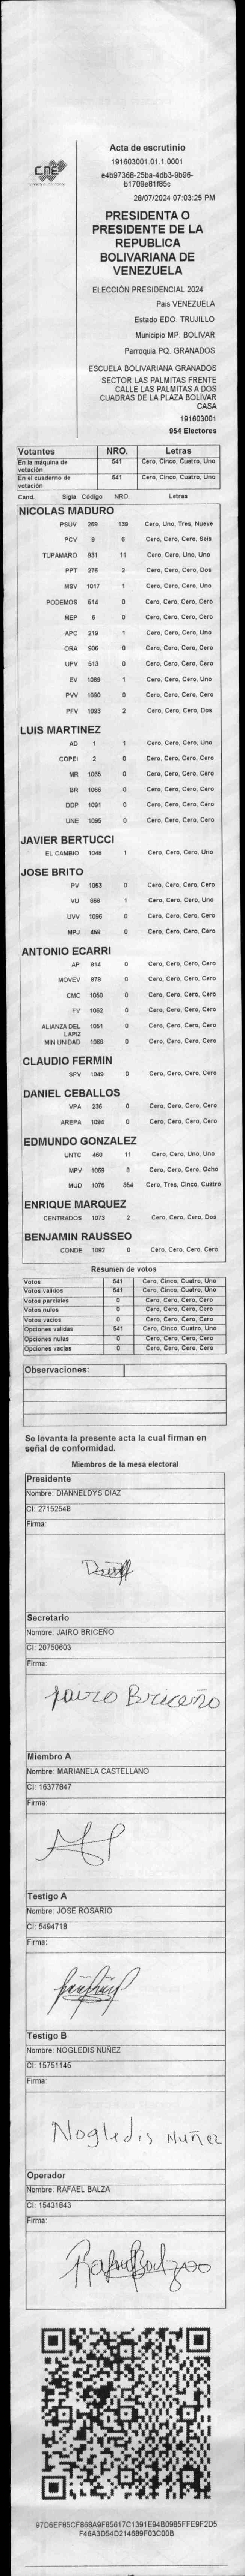 CNE
Acta de escrutinio
191603001.01.1.0001
e4b97368-25ba-4db3-9b96-
b1709e81f85c
28/07/2024 07:03:25 PM
PRESIDENTA O
PRESIDENTE DE LA
REPUBLICA
BOLIVARIANA DE
VENEZUELA
ELECCIÓN PRESIDENCIAL 2024
Pais VENEZUELA
Estado EDO. TRUJILLO
Municipio MP. BOLIVAR
Parroquia PQ. GRANADOS
ESCUELA BOLIVARIANA GRANADOS
SECTOR LAS PALMITAS FRENTE
CALLE LAS PALMITAS A DOS
CUADRAS DE LA PLAZA BOLÍVAR
CASA
191603001
954 Electores
Votantes NRO. Letras
En la máquina de votación 541 Cero, Cinco, Cuatro, Uno
En el cuaderno de votación 541 Cero, Cinco, Cuatro, Uno
Cand. Sigla Código NRO. Letras
NICOLAS MADURO
PSUV 269 139 Cero, Uno, Tres, Nueve
PCV 9 6 Cero, Cero, Cero, Seis
TUPAMARO 931 11 Cero, Cero, Uno, Uno
PPT 276 2 Cero, Cero, Cero, Dos
MSV 1017 1 Cero, Cero, Cero, Uno
PODEMOS 514 0 Cero, Cero, Cero, Cero
MEP 6 0 Cero, Cero, Cero, Cero
APC 219 1 Cero, Cero, Cero, Uno
ORA 906 0 Cero, Cero, Cero, Cero
UPV 513 0 Cero, Cero, Cero, Cero
EV 1089 1 Cero, Cero, Cero, Uno
PVV 1090 0 Cero, Cero, Cero, Cero
PFV 1093 2 Cero, Cero, Cero, Dos
LUIS MARTINEZ
AD 1 1 Cero, Cero, Cero, Uno
COPEI 2 0 Cero, Cero, Cero, Cero
MR 1065 0 Cero, Cero, Cero, Cero
BR 1066 0 Cero, Cero, Cero, Cero
DDP 1091 0 Cero, Cero, Cero, Cero
UNE 1095 0 Cero, Cero, Cero, Cero
JAVIER BERTUCCI
EL CAMBIO 1048 1 Cero, Cero, Cero, Uno
JOSE BRITO
PV 1053 0 Cero, Cero, Cero, Cero
VU 868 1 Cero, Cero, Cero, Uno
UVV 1096 0 Cero, Cero, Cero, Cero
MPJ 458 0 Cero, Cero, Cero, Cero
ANTONIO ECARRI
AP 814 0 Cero, Cero, Cero, Cero
MOVEV 878 0 Cero, Cero, Cero, Cero
CMC 1050 0 Cero, Cero, Cero, Cero
FV 1062 0 Cero, Cero, Cero, Cero
ALIANZA DEL LAPIZ 1051 0 Cero, Cero, Cero, Cero
MIN UNIDAD 1069 0 Cero, Cero, Cero, Cero
CLAUDIO FERMIN
SPV 1049 0 Cero, Cero, Cero, Cero
DANIEL CEBALLOS
VPA 236 0 Cero, Cero, Cero, Cero
AREPA 1094 0 Cero, Cero, Cero, Cero
EDMUNDO GONZALEZ
UNTC 460 11 Cero, Cero, Uno, Uno
MPV 1069 8 Cero, Cero, Cero, Ocho
MUD 1075 354 Cero, Tres, Cinco, Cuatro
ENRIQUE MARQUEZ
CENTRADOS 1073 2 Cero, Cero, Cero, Dos
BENJAMIN RAUSSEO
CONDE 1092 0 Cero, Cero, Cero, Cero
Resumen de votos
Votos 541 Cero, Cinco, Cuatro, Uno
Votos validos 541 Cero, Cinco, Cuatro, Uno
Votos parciales 0 Cero, Cero, Cero, Cero
Votos nulos 0 Cero, Cero, Cero, Cero
Votos vacios 0 Cero, Cero, Cero, Cero
Opciones validas 541 Cero, Cinco, Cuatro, Uno
Opciones nulas 0 Cero, Cero, Cero, Cero
Opciones vacias 0 Cero, Cero, Cero, Cero
Observaciones:
Se levanta la presente acta la cual firman en
señal de conformidad.
Miembros de la mesa electoral
Presidente
Nombre: DIANNELDYS DIAZ
CI: 27152548
Firma:
Secretario
Nombre: JAIRO BRICEÑO
CI: 20750603
Firma:
Jairo Briceño
Miembro A
Nombre: MARIANELA CASTELLANO
CI: 16377847
Firma:
Testigo A
Nombre: JOSE ROSARIO
CI: 5494718
Firma:
Testigo B
Nombre: NOGLEDIS NUÑEZ
CI: 15751145
Firma:
Nogledis Nuñez
Operador
Nombre: RAFAEL BALZA
CI: 15431843
Firma:
97D6EF85CF868A9F85617C1391E94B0985FFE9F2D5
F46A3D54D214689F03C00B